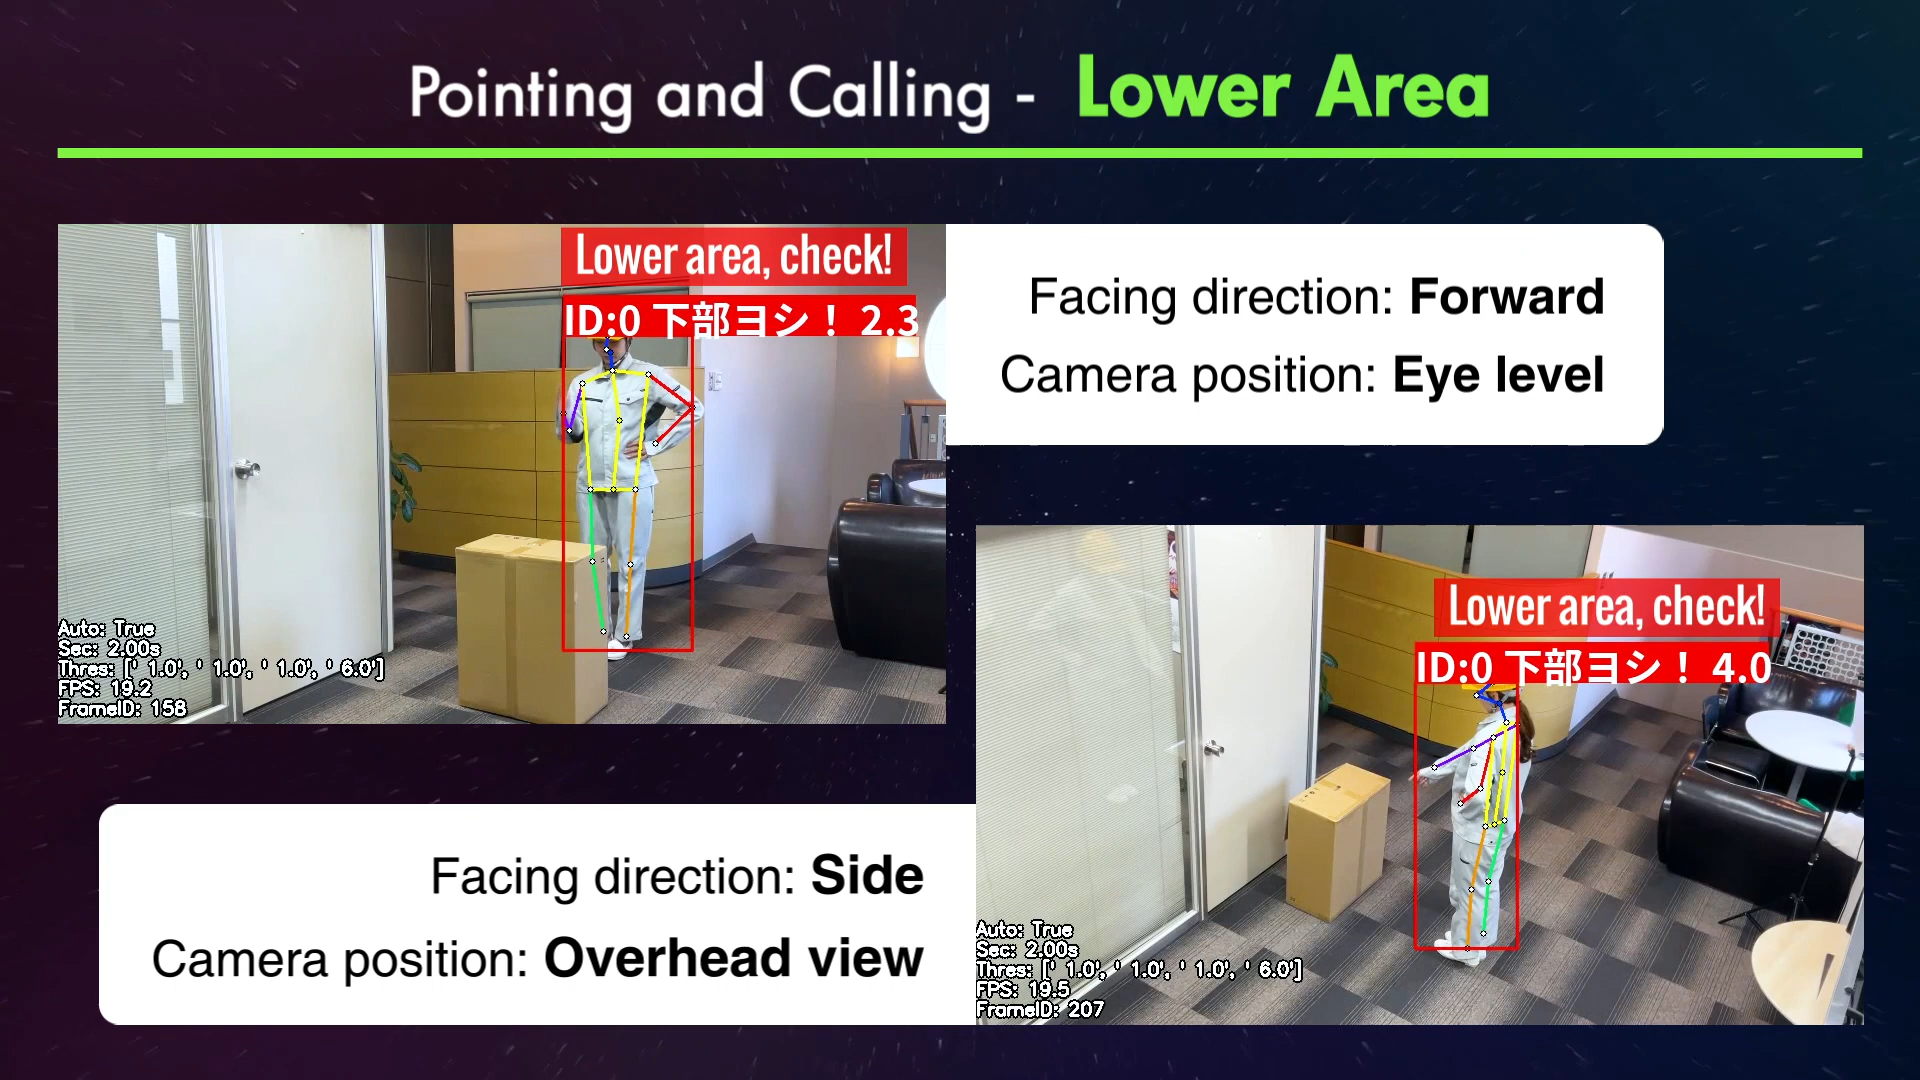 Pointing and Calling - Lower Area
Lower area, check!
ID:0 下部ヨシ！ 2.3
Auto: True
Sec: 2.00s
Thres: [' 1.0', ' 1.0', ' 1.0', ' 6.0']
FPS: 19.2
FrameID: 158
Facing direction: Forward
Camera position: Eye level
Facing direction: Side
Camera position: Overhead view
Lower area, check!
ID:0 下部ヨシ！ 4.0
Auto: True
Sec: 2.00s
Thres: [' 1.0', ' 1.0', ' 1.0', ' 6.0']
FPS: 19.5
FrameID: 207